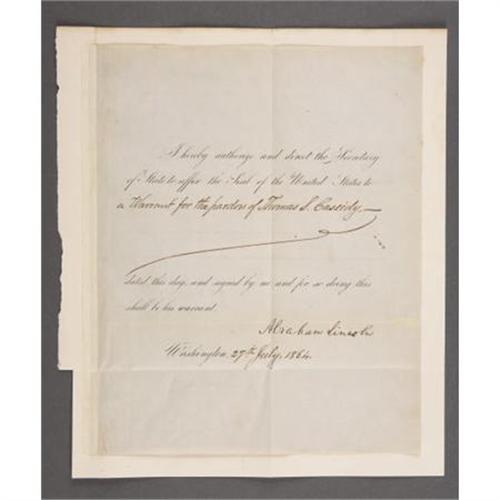 I hereby authorize and direct the Secretary
of State to affix the Seal of the United States to
a Warrant for the pardon of Thomas S. Cassidy,
dated this day, and signed by me and for so doing this
shall be his warrant.
Abraham Lincoln
Washington, 27th July, 1864.